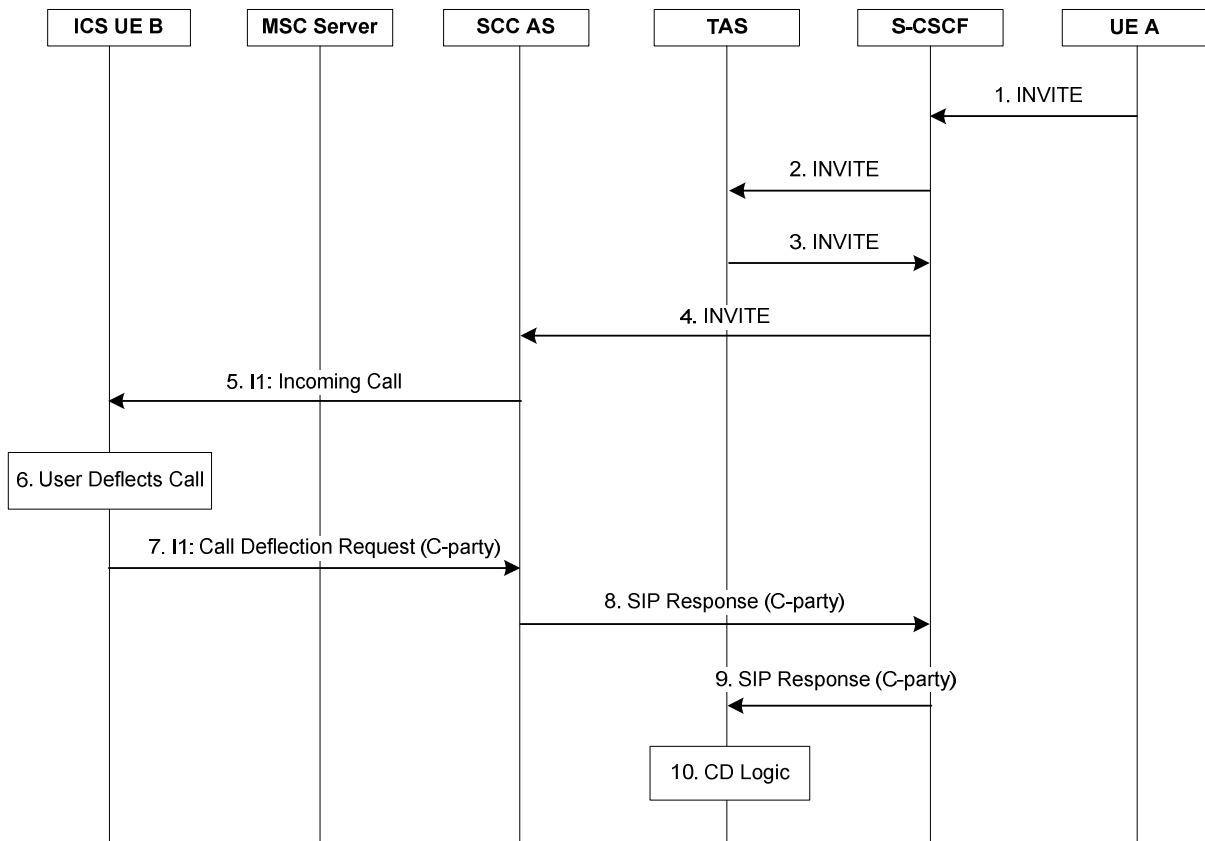 ICS UE B
MSC Server
SCC AS
TAS
S-CSCF
UE A
1. INVITE
2. INVITE
3. INVITE
4. INVITE
5. I1: Incoming Call
6. User Deflects Call
7. I1: Call Deflection Request (C-party)
8. SIP Response (C-party)
9. SIP Response (C-party)
10. CD Logic